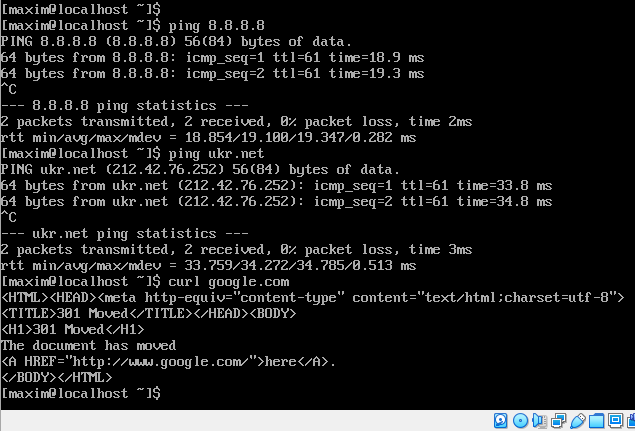 [maxim@localhost ~]$
[maxim@localhost ~]$ ping 8.8.8.8
PING 8.8.8.8 (8.8.8.8) 56(84) bytes of data.
64 bytes from 8.8.8.8: icmp_seq=1 ttl=61 time=18.9 ms
64 bytes from 8.8.8.8: icmp_seq=2 ttl=61 time=19.3 ms
^C
--- 8.8.8.8 ping statistics ---
2 packets transmitted, 2 received, 0% packet loss, time 2ms
rtt min/avg/max/mdev = 18.854/19.100/19.347/0.282 ms
[maxim@localhost ~]$ ping ukr.net
PING ukr.net (212.42.76.252) 56(84) bytes of data.
64 bytes from ukr.net (212.42.76.252): icmp_seq=1 ttl=61 time=33.8 ms
64 bytes from ukr.net (212.42.76.252): icmp_seq=2 ttl=61 time=34.8 ms
^C
--- ukr.net ping statistics ---
2 packets transmitted, 2 received, 0% packet loss, time 3ms
rtt min/avg/max/mdev = 33.759/34.272/34.785/0.513 ms
[maxim@localhost ~]$ curl google.com
<HTML><HEAD><meta http-equiv="content-type" content="text/html;charset=utf-8">
<TITLE>301 Moved</TITLE></HEAD><BODY>
<H1>301 Moved</H1>
The document has moved
<A HREF="http://www.google.com/">here</A>.
</BODY></HTML>
[maxim@localhost ~]$